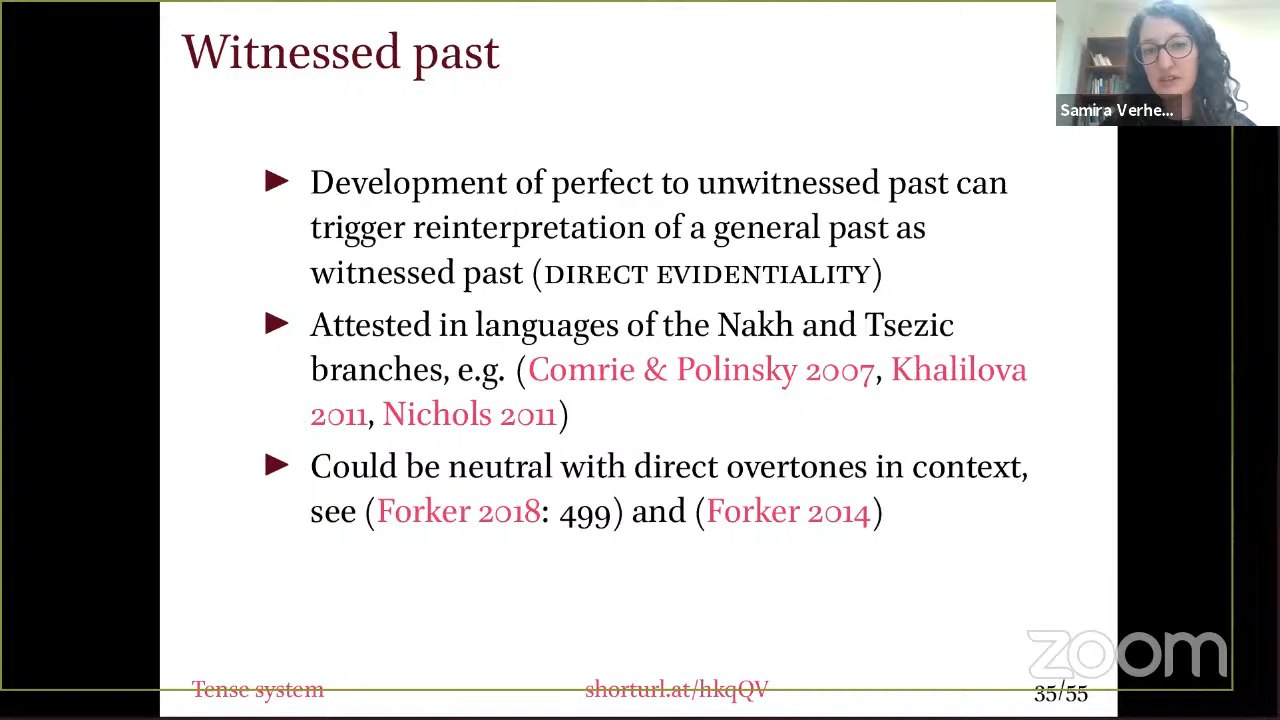 Witnessed past
Samira Verhe...
▶ Development of perfect to unwitnessed past can
trigger reinterpretation of a general past as
witnessed past (DIRECT EVIDENTIALITY)
▶ Attested in languages of the Nakh and Tsezic
branches, e.g. (Comrie & Polinsky 2007, Khalilova
2011, Nichols 2011)
▶ Could be neutral with direct overtones in context,
see (Forker 2018: 499) and (Forker 2014)
zoom
Tense system
shorturl.at/hkqQV
35/55